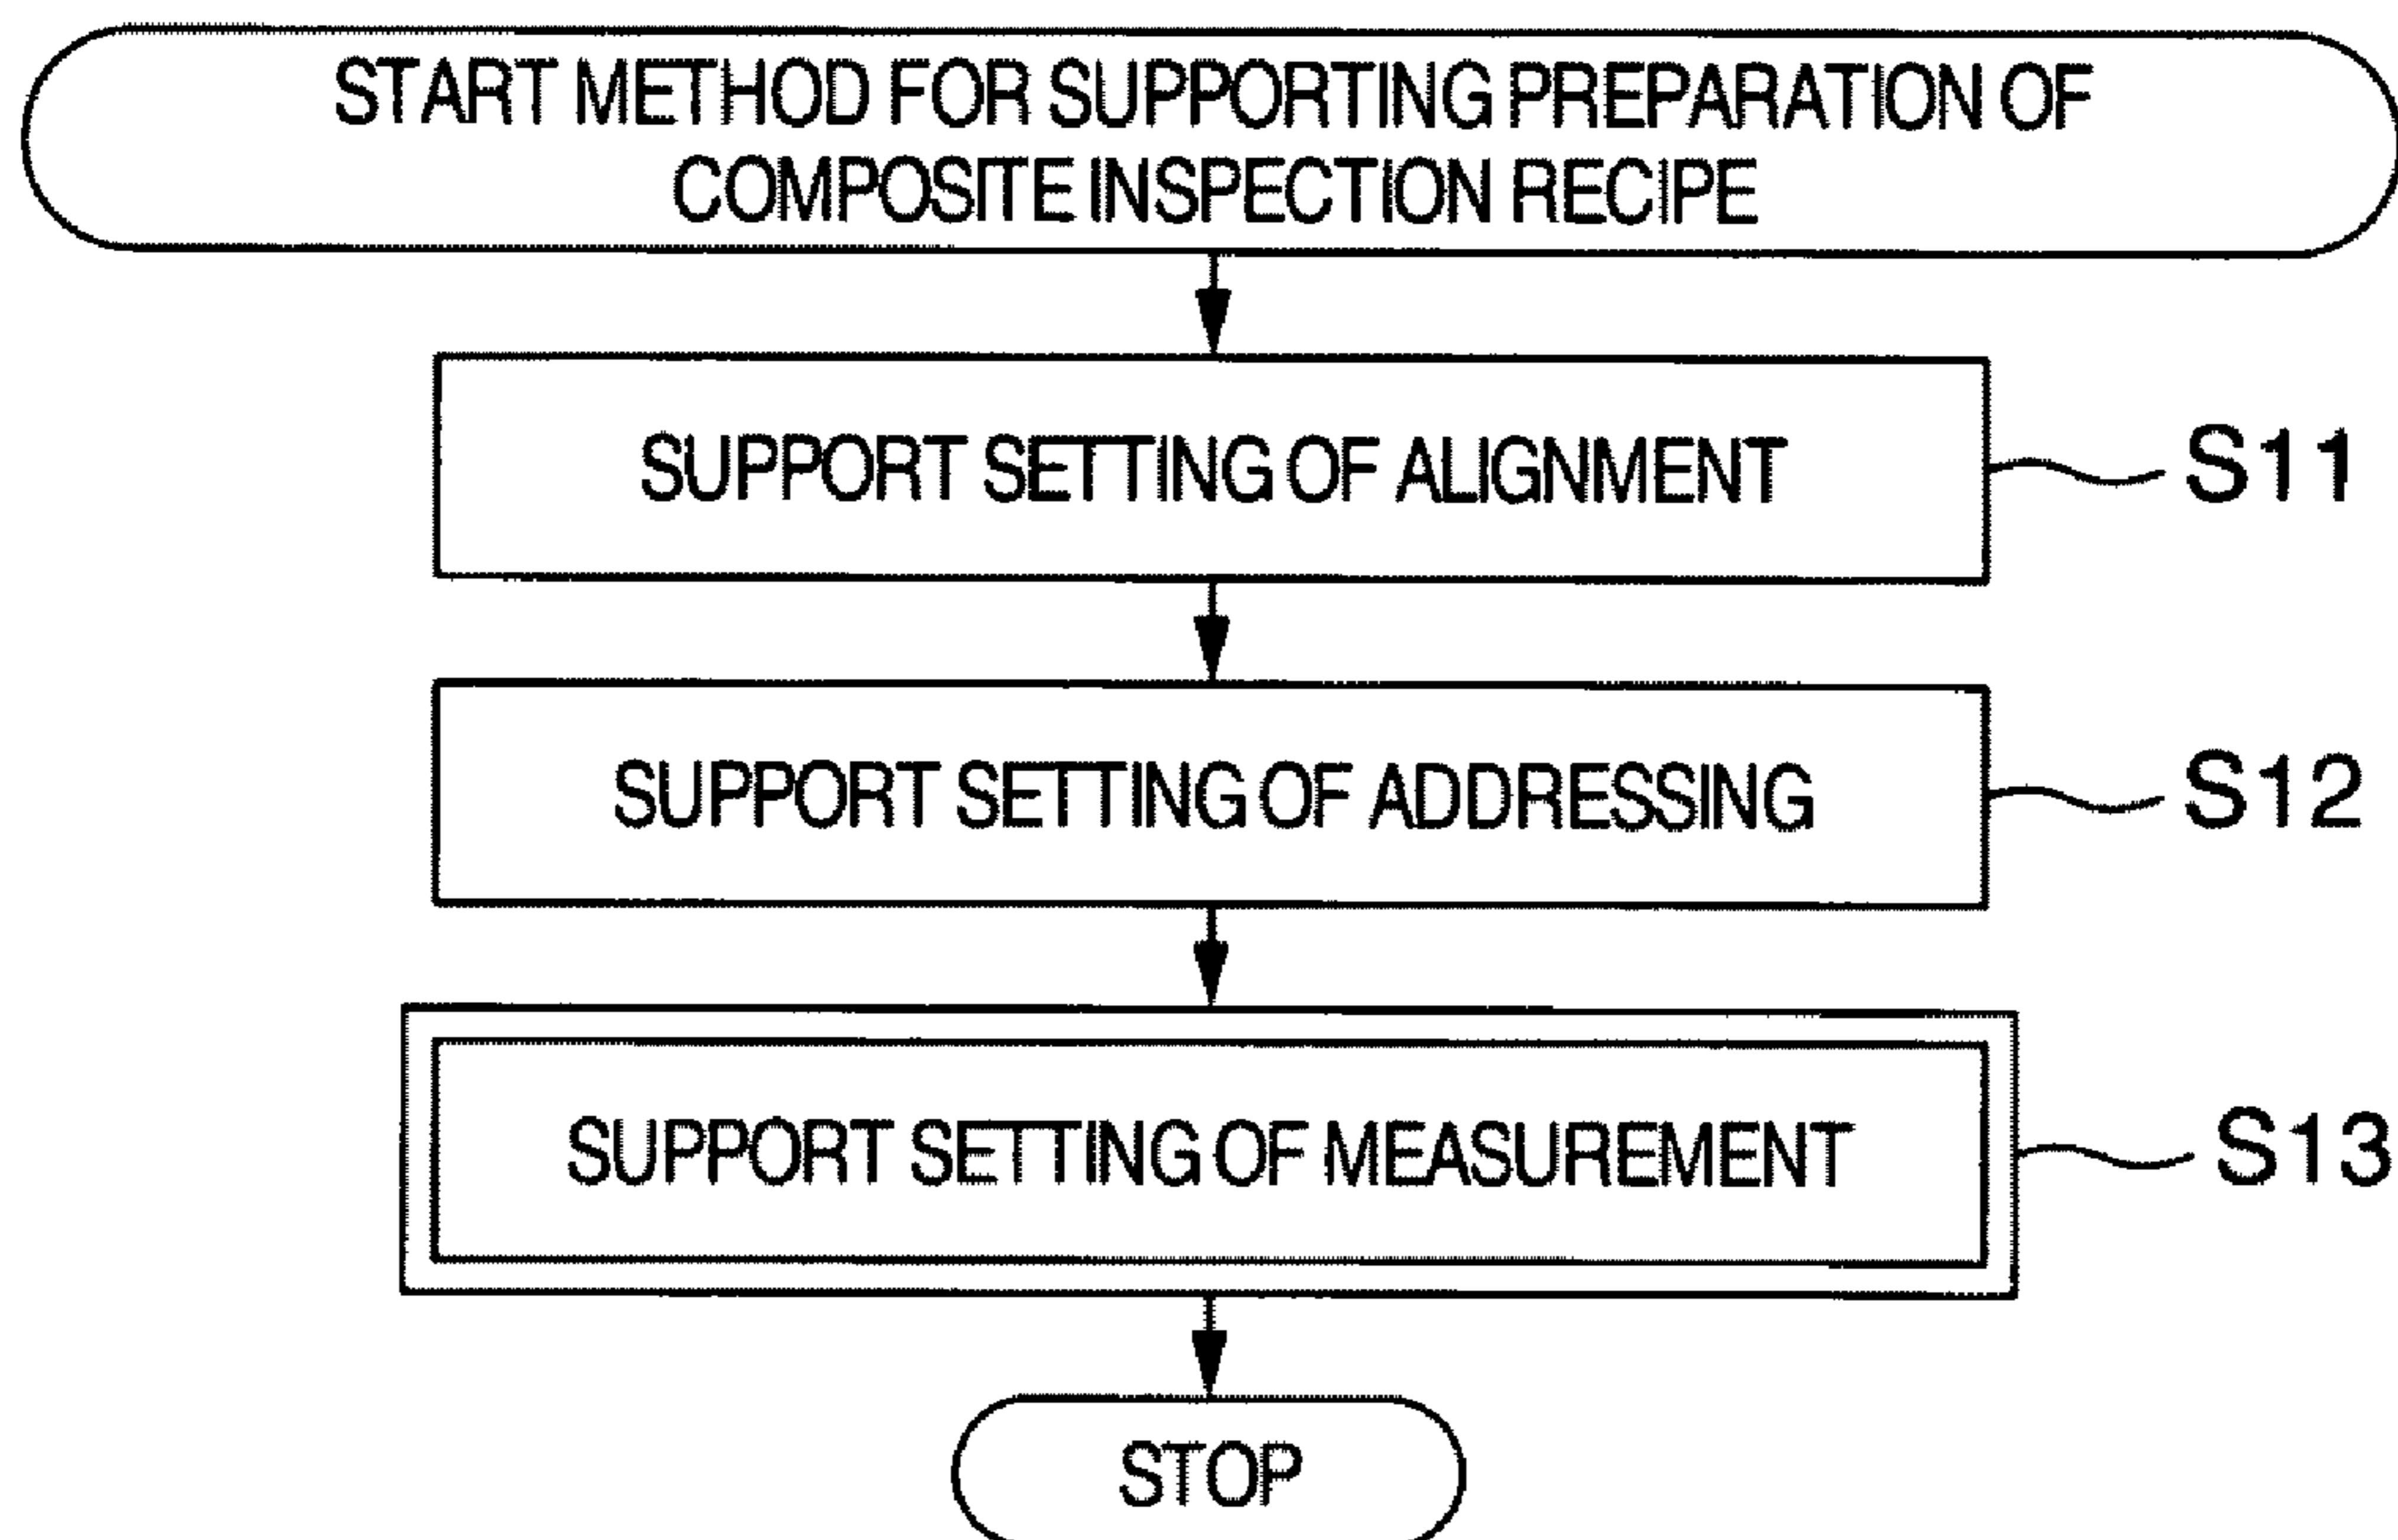 START METHOD FOR SUPPORTING PREPARATION OF
COMPOSITE INSPECTION RECIPE
SUPPORT SETTING OF ALIGNMENT
S11
SUPPORT SETTING OF ADDRESSING
S12
SUPPORT SETTING OF MEASUREMENT
S13
STOP